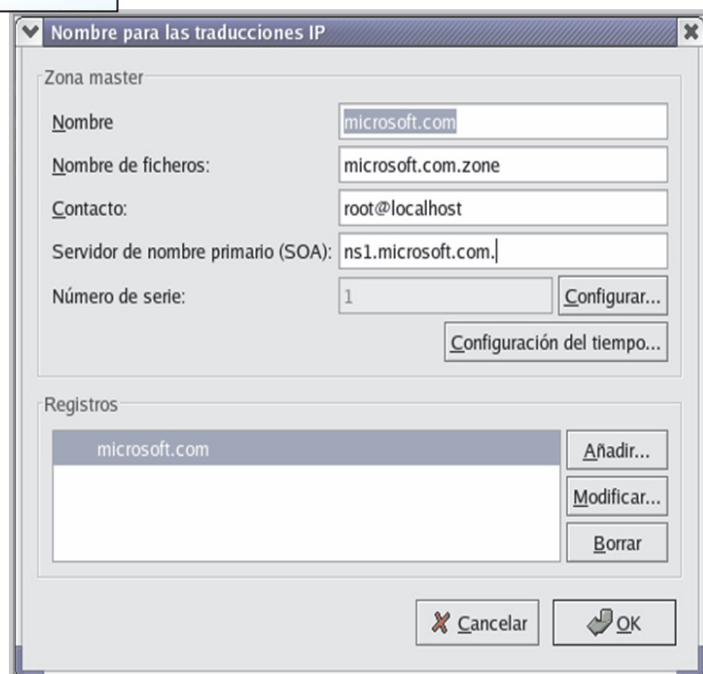 Nombre para las traducciones IP
Zona master
Nombre microsoft.com
Nombre de ficheros: microsoft.com.zone
Contacto: root@localhost
Servidor de nombre primario (SOA): ns1.microsoft.com.
Número de serie: 1 Configurar...
Configuración del tiempo...
Registros
microsoft.com Añadir...
Modificar...
Borrar
Cancelar OK